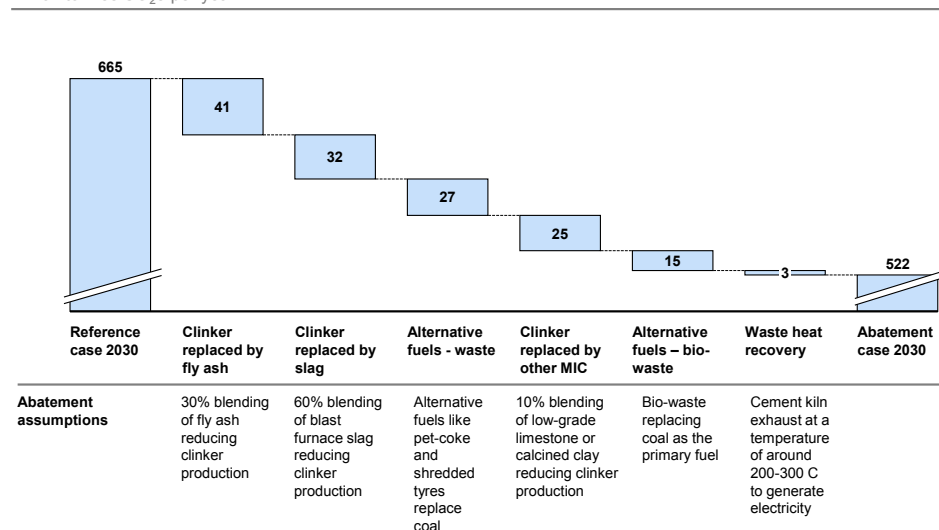 665
41
32
27
25
15
3
522
Reference case 2030
Clinker replaced by fly ash
Clinker replaced by slag
Alternative fuels - waste
Clinker replaced by other MIC
Alternative fuels – bio-waste
Waste heat recovery
Abatement case 2030
Abatement assumptions
30% blending of fly ash reducing clinker production
60% blending of blast furnace slag reducing clinker production
Alternative fuels like pet-coke and shredded tyres replace coal
10% blending of low-grade limestone or calcined clay reducing clinker production
Bio-waste replacing coal as the primary fuel
Cement kiln exhaust at a temperature of around 200-300 C to generate electricity